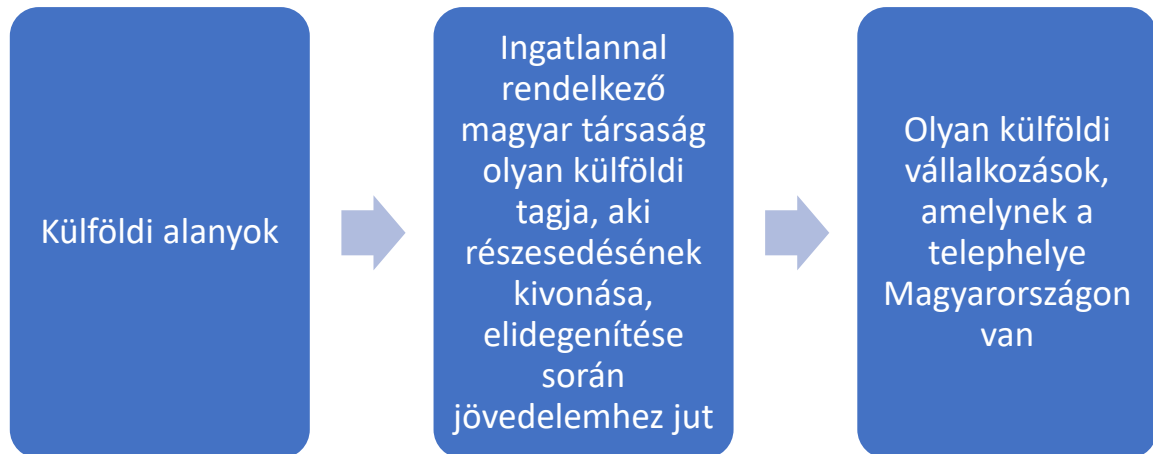 Külföldi alanyok
Ingatlannal
rendelkező
magyar társaság
olyan külföldi
tagja, aki
részesedésének
kivonása,
elidegenítése
során
jövedelemhez jut
Olyan külföldi
vállalkozások,
amelynek a
telephelye
Magyarországon
van